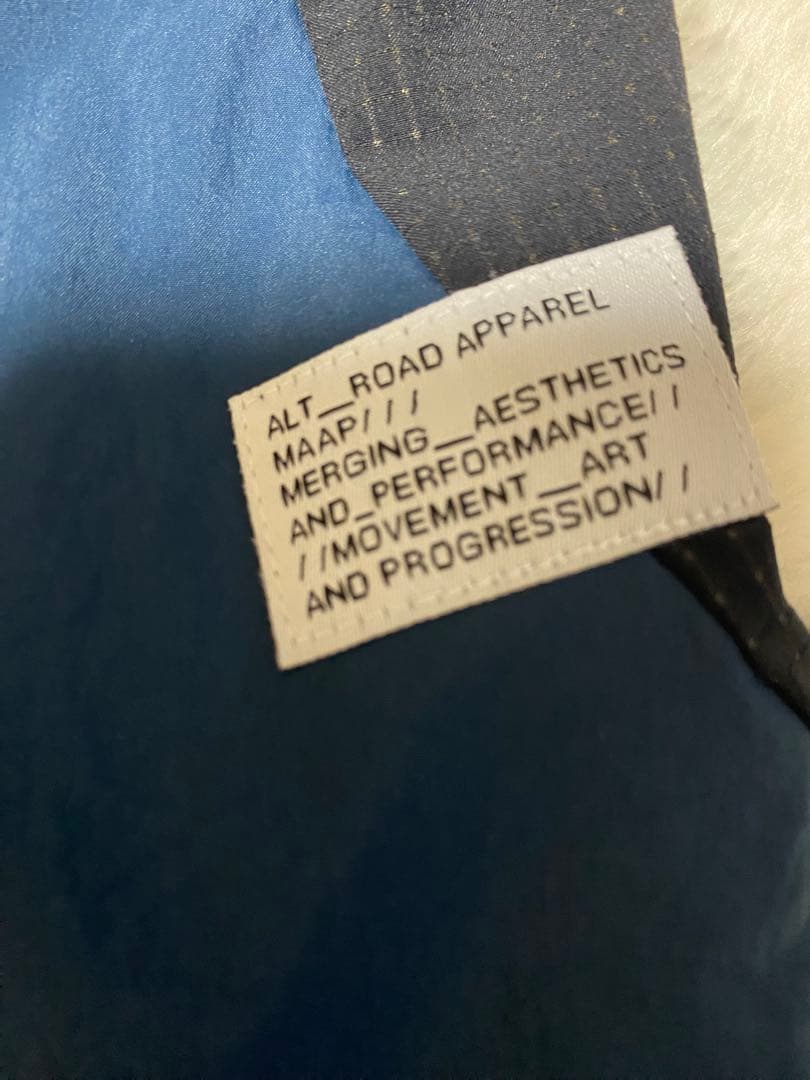 ALT__ROAD APPAREL
MAAP///
MERGING__AESTHETICS
AND_PERFORMANCE//
//MOVEMENT__ART
AND PROGRESSION//